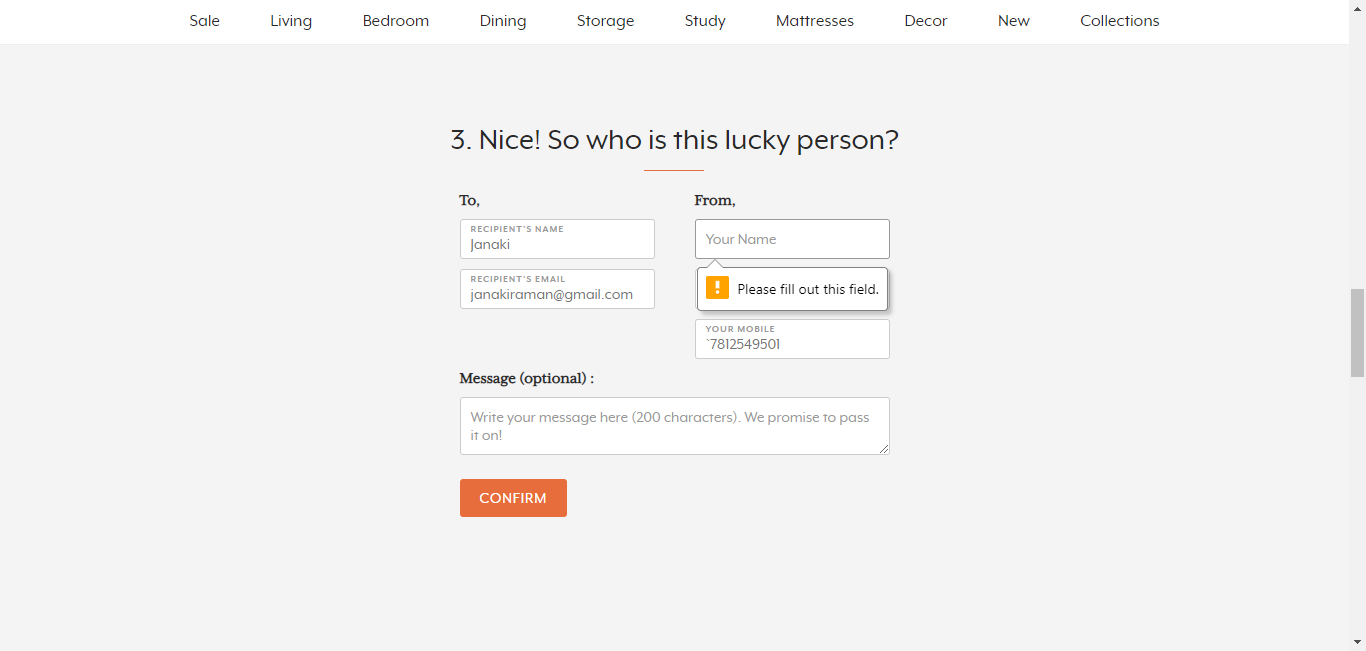 Sale Living Bedroom Dining Storage Study Mattresses Decor New Collections
3. Nice! So who is this lucky person?
To,
RECIPIENT'S NAME
Janaki
RECIPIENT'S EMAIL
janakiraman@gmail.com
From,
Your Name
! Please fill out this field.
YOUR MOBILE
`7812549501
Message (optional) :
Write your message here (200 characters). We promise to pass
it on!
CONFIRM